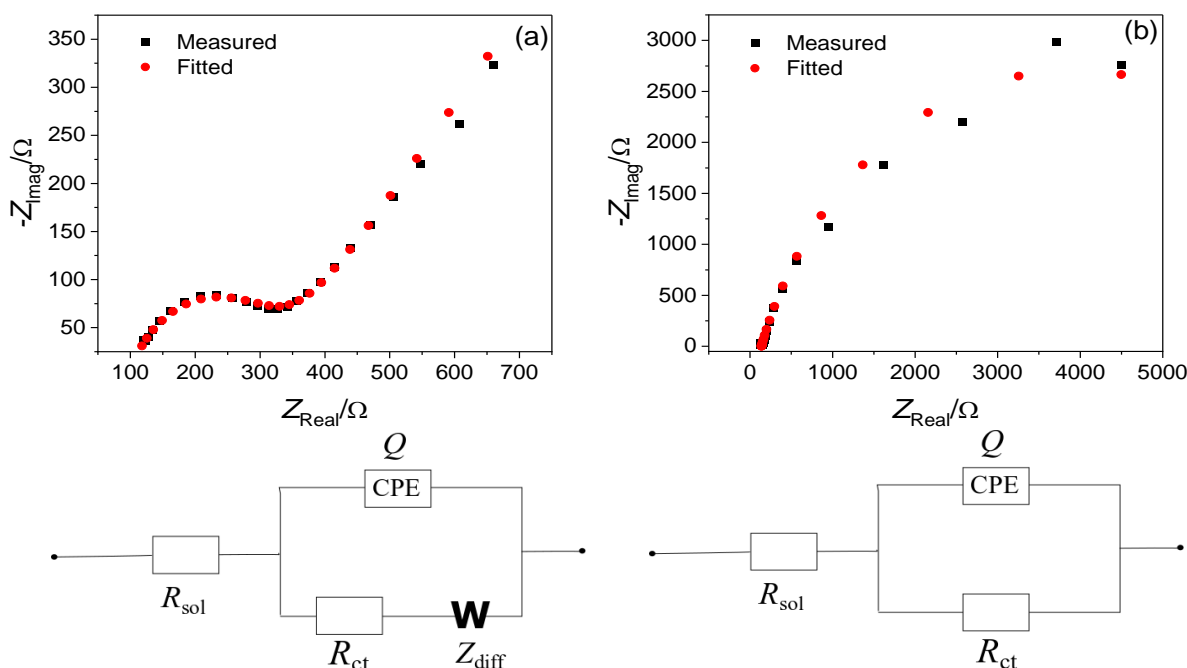 (a)
Measured
Fitted
350
300
250
200
150
100
50
-Z_Imag/Ω
100 200 300 400 500 600 700
Z_Real/Ω
(b)
Measured
Fitted
3000
2500
2000
1500
1000
500
0
-Z_Imag/Ω
0 1000 2000 3000 4000 5000
Z_Real/Ω
Q
CPE
R_sol
R_ct
W
Z_diff
Q
CPE
R_sol
R_ct